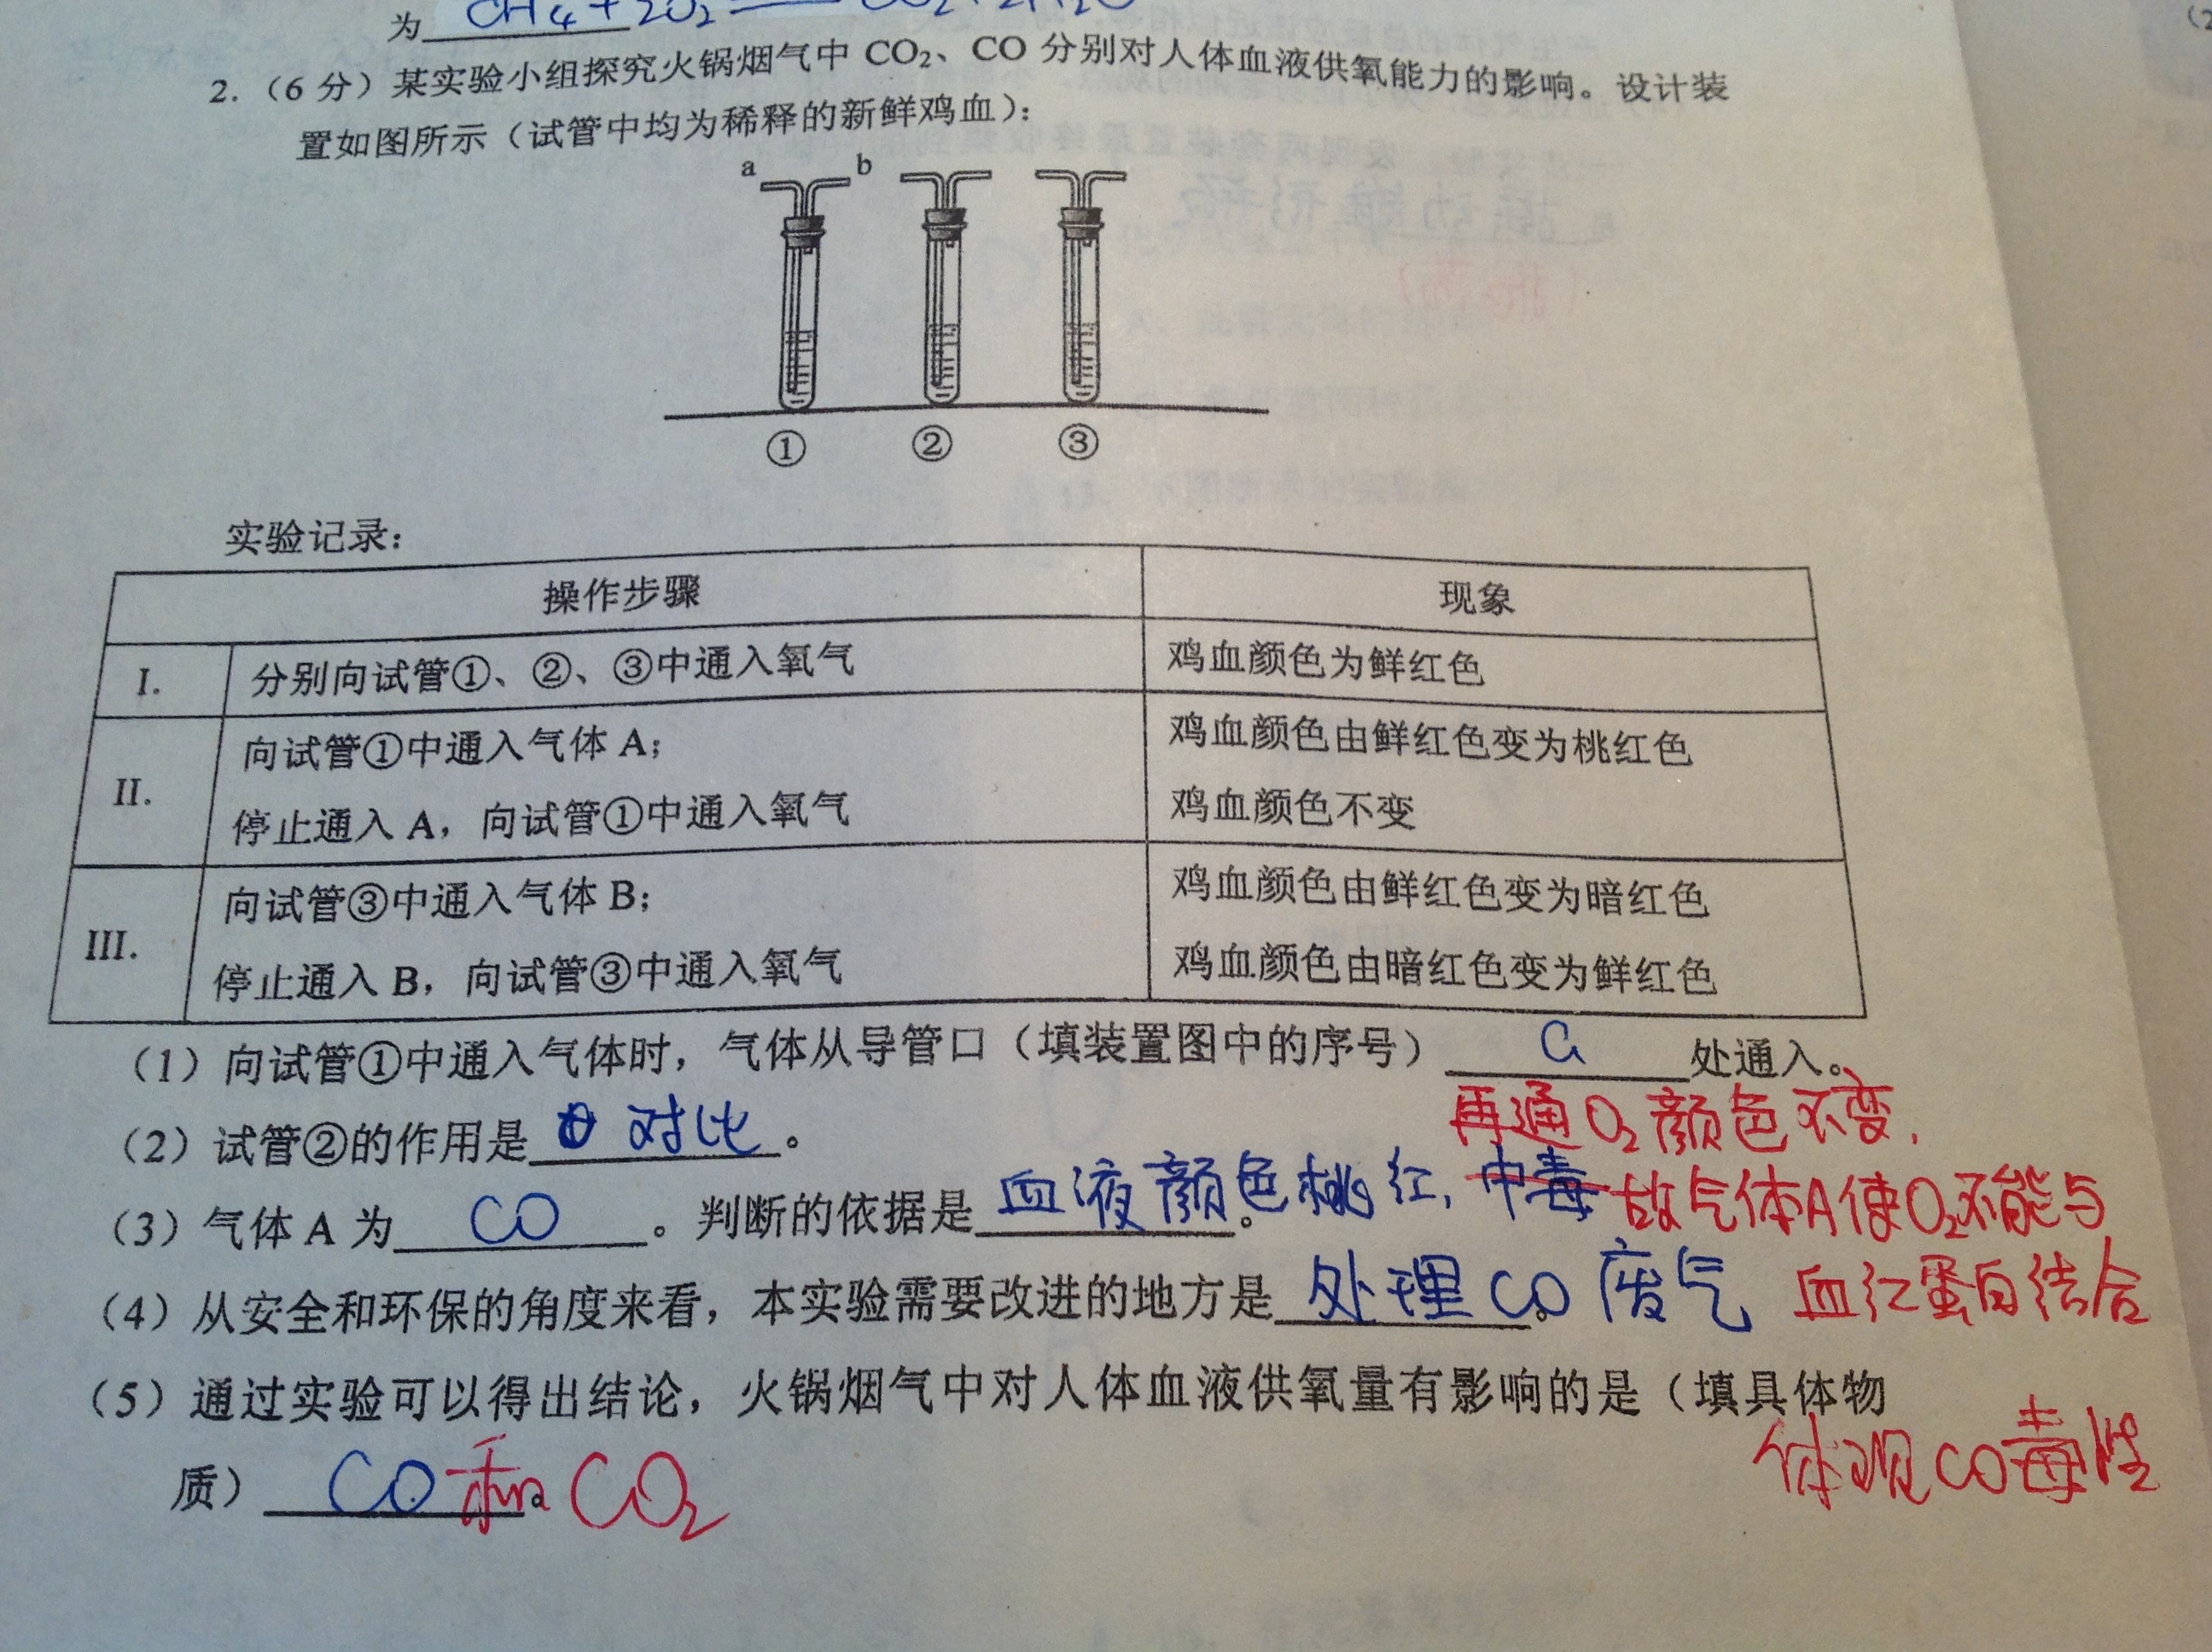 为 CH₄+2O₂ CO₂+2H₂O
2.（6 分）某实验小组探究火锅烟气中 CO₂、CO 分别对人体血液供氧能力的影响。设计装
置如图所示（试管中均为稀释的新鲜鸡血）：
a b
① ② ③
实验记录：
操作步骤 现象
I. 分别向试管①、②、③中通入氧气 鸡血颜色为鲜红色
II. 向试管①中通入气体 A； 鸡血颜色由鲜红色变为桃红色
停止通入 A，向试管①中通入氧气 鸡血颜色不变
III. 向试管③中通入气体 B； 鸡血颜色由鲜红色变为暗红色
停止通入 B，向试管③中通入氧气 鸡血颜色由暗红色变为鲜红色
（1）向试管①中通入气体时，气体从导管口（填装置图中的序号） a 处通入。
再通O₂颜色不变，
（2）试管②的作用是 对比 。
（3）气体 A 为 CO 。判断的依据是 血液颜色桃红，中毒 。 故气体A使O₂不能与
血红蛋白结合
（4）从安全和环保的角度来看，本实验需要改进的地方是 处理CO废气 。
（5）通过实验可以得出结论，火锅烟气中对人体血液供氧量有影响的是（填具体物
体现CO毒性
质） CO和CO₂ 。